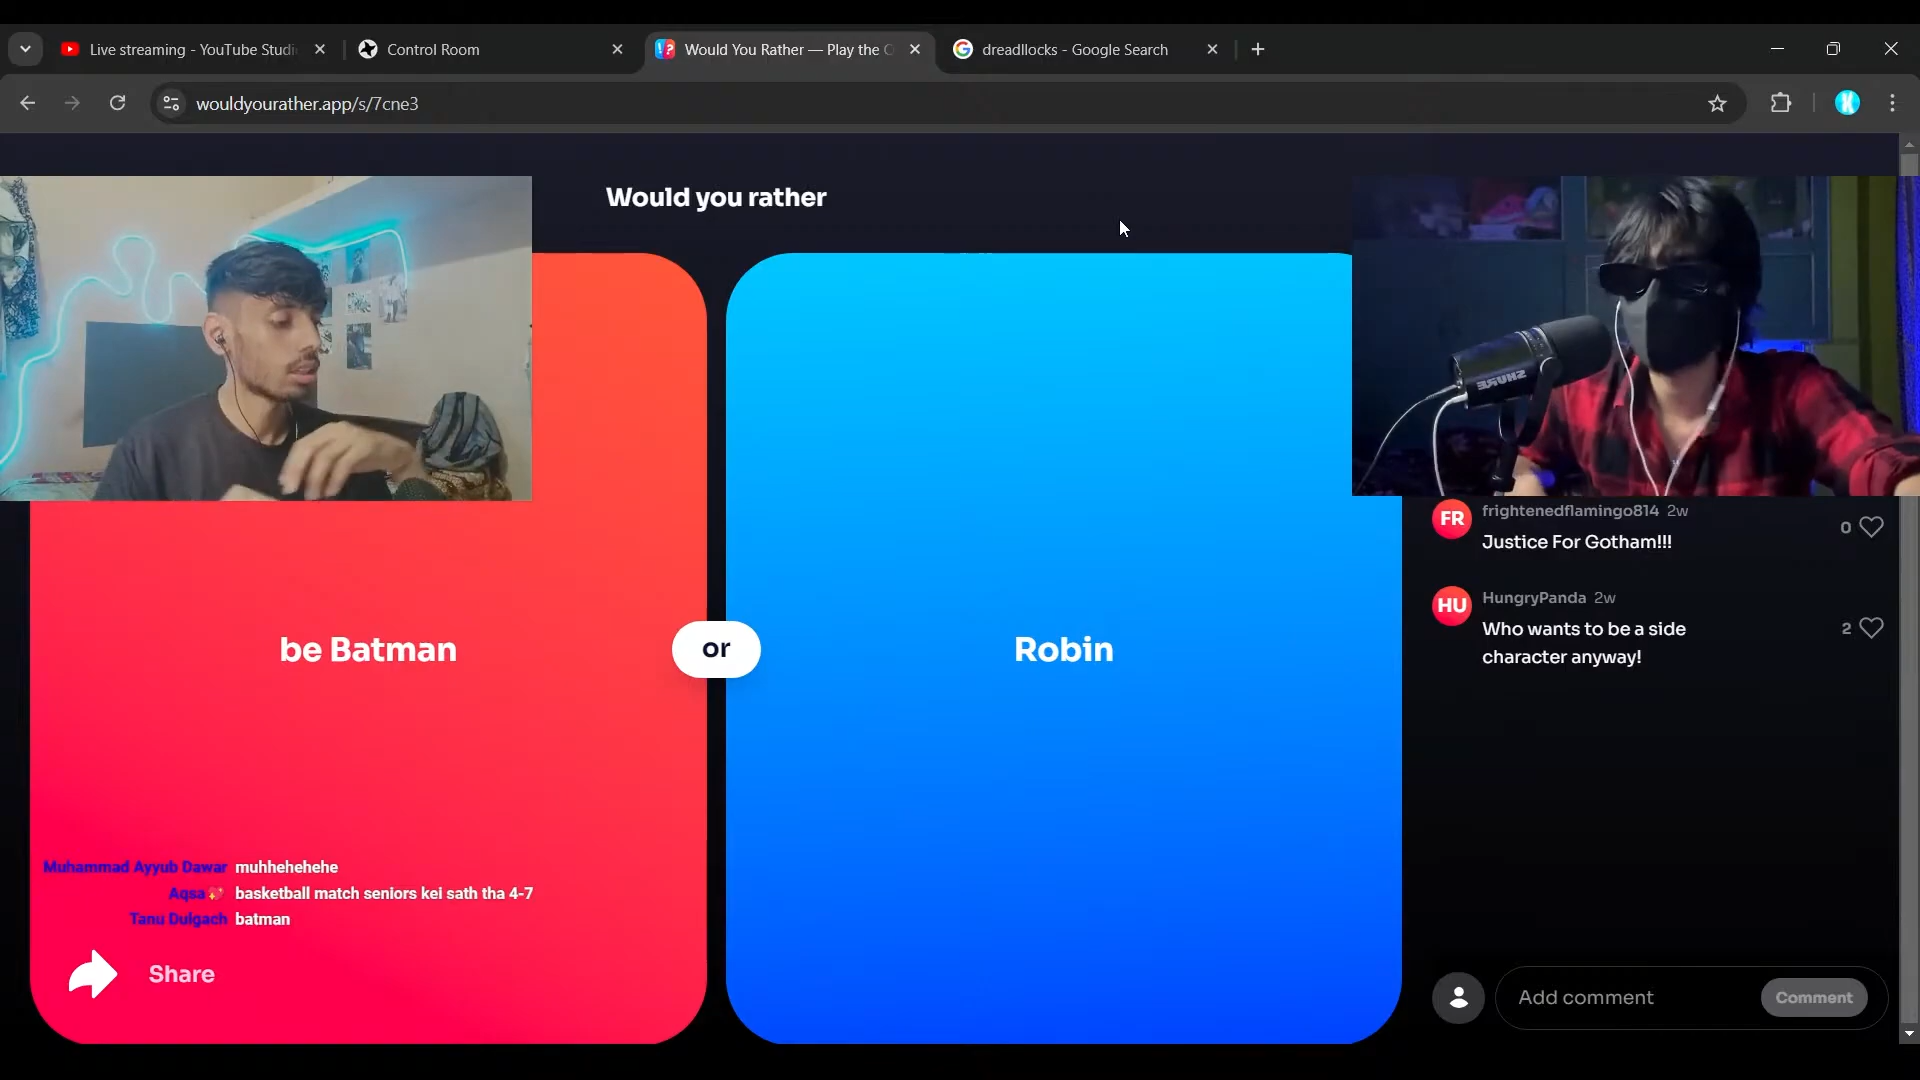 Live streaming - YouTube Studi
Control Room
Would You Rather — Play the
dreadllocks - Google Search
wouldyourather.app/s/7cne3
Would you rather
be Batman
or
Robin
SHURE
FR
frightenedflamingo814 2w
Justice For Gotham!!!
0
HU
HungryPanda 2w
Who wants to be a side
character anyway!
2
Muhammad Ayyub Dawar muhhehehehe
Aqsa💖 basketball match seniors kei sath tha 4-7
Tanu Dulgach batman
Share
Add comment
Comment